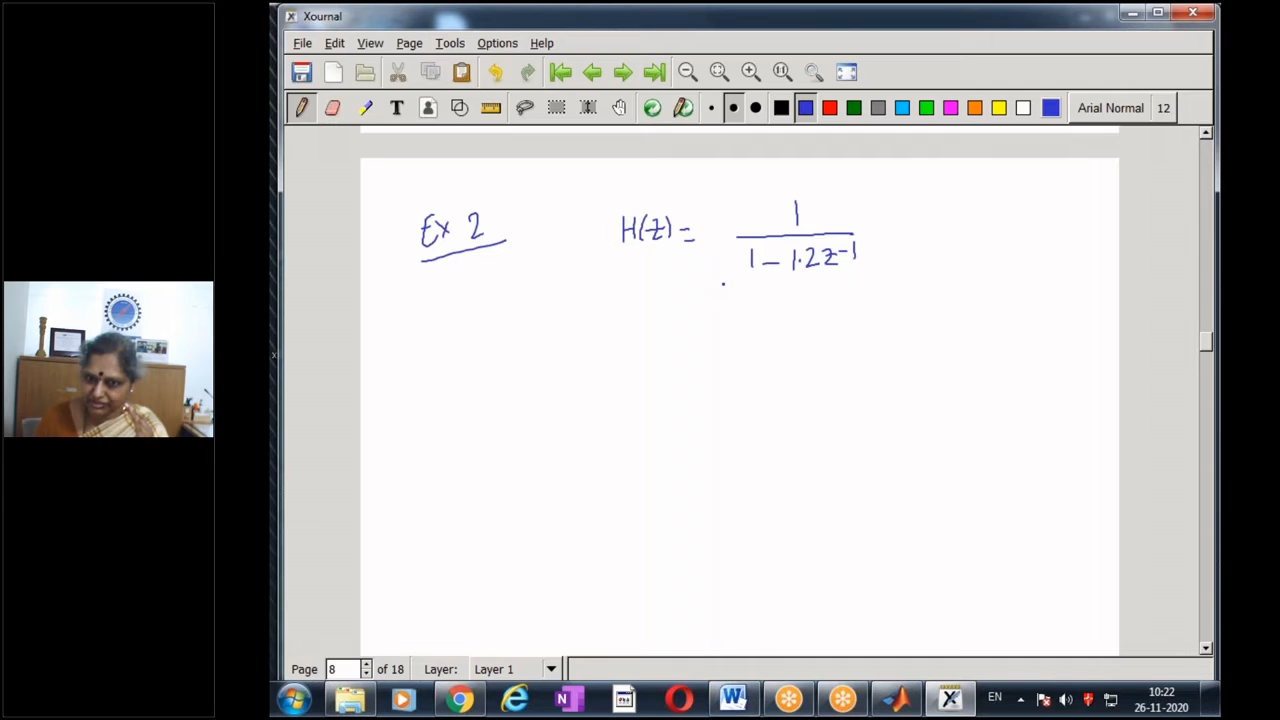 Xournal
File Edit View Page Tools Options Help
Arial Normal 12
Ex 2 H(z) = 1
1 - 1.2z-1
Page 8 of 18 Layer: Layer 1
EN 10:22
26-11-2020